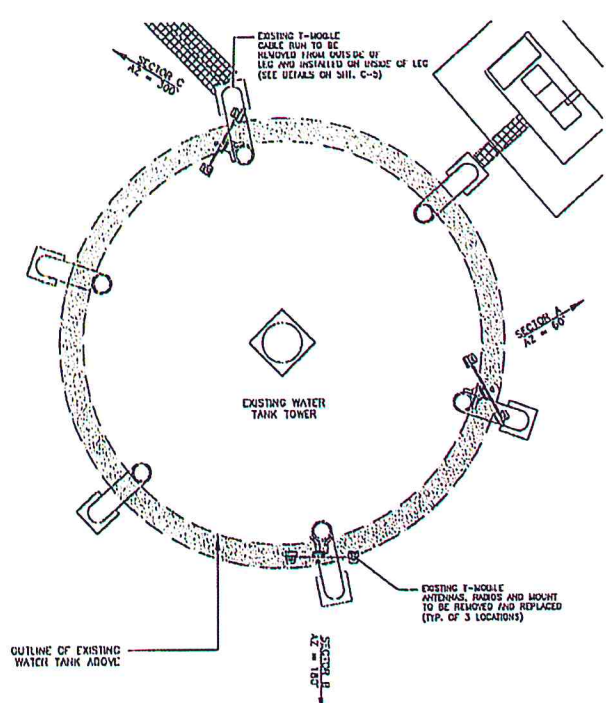 EXISTING T-MOBILE
CABLE RUN TO BE
REMOVED FROM OUTSIDE OF
LEG AND INSTALLED ON INSIDE OF LEG
(SEE DETAILS ON SHT. C-5)
SECTOR C
AZ = 300°
SECTOR A
AZ = 60°
EXISTING WATER
TANK TOWER
EXISTING T-MOBILE
ANTENNAS, RADIOS AND MOUNT
TO BE REMOVED AND REPLACED
(TYP. OF 3 LOCATIONS)
OUTLINE OF EXISTING
WATER TANK ABOVE
SECTOR B
AZ = 180°